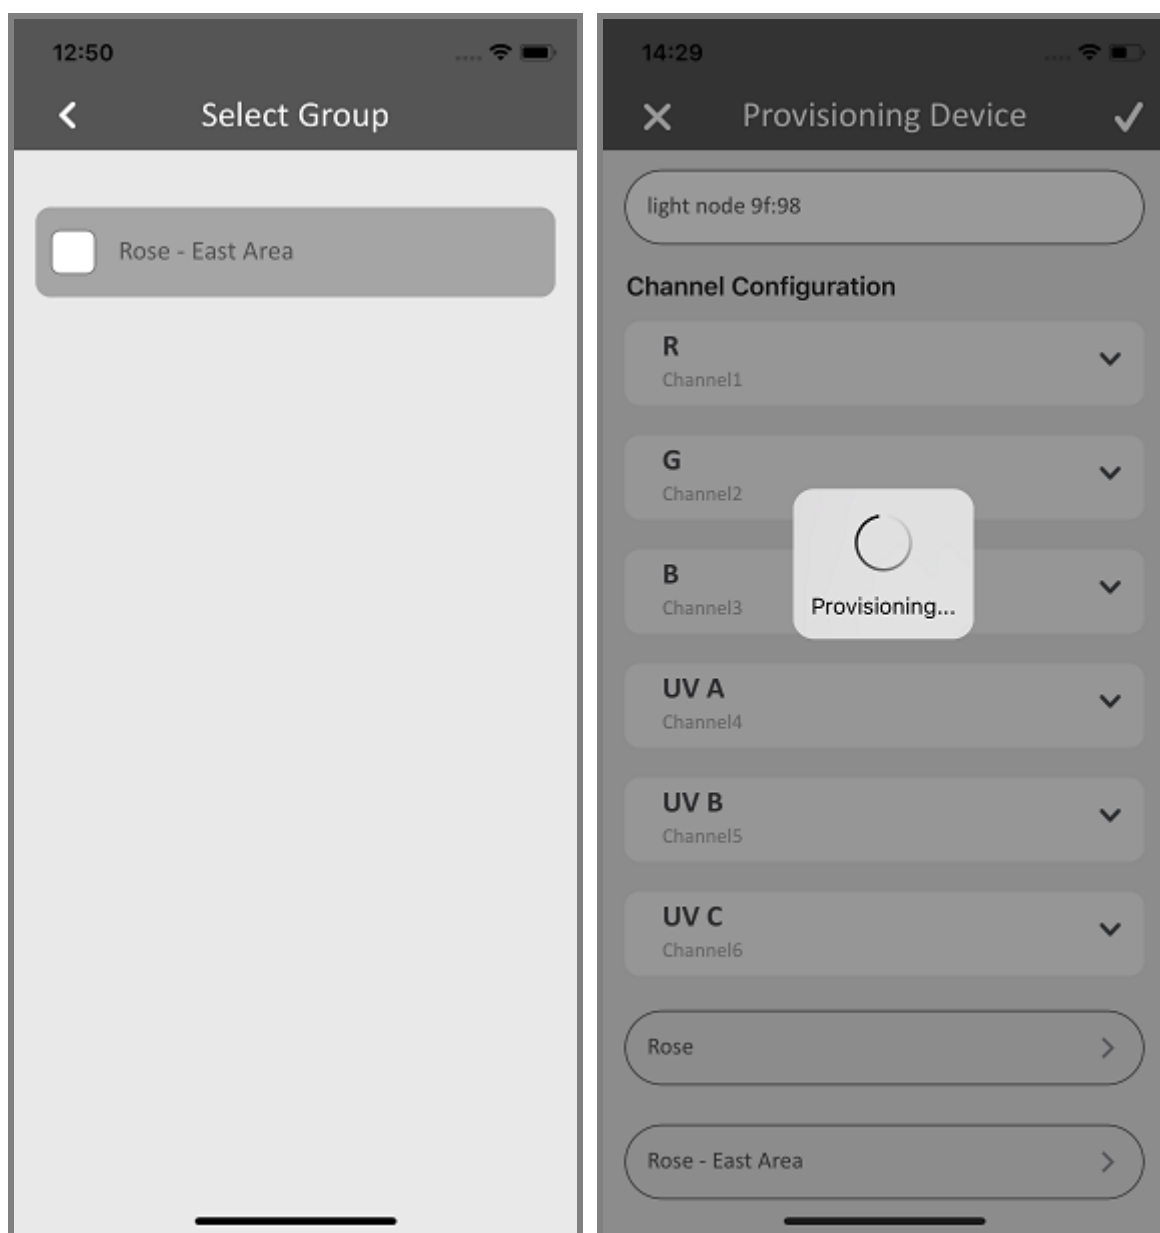 12:50
Select Group
Rose - East Area
14:29
Provisioning Device
light node 9f:98
Channel Configuration
R
Channel1
G
Channel2
B
Channel3
Provisioning...
UV A
Channel4
UV B
Channel5
UV C
Channel6
Rose
Rose - East Area